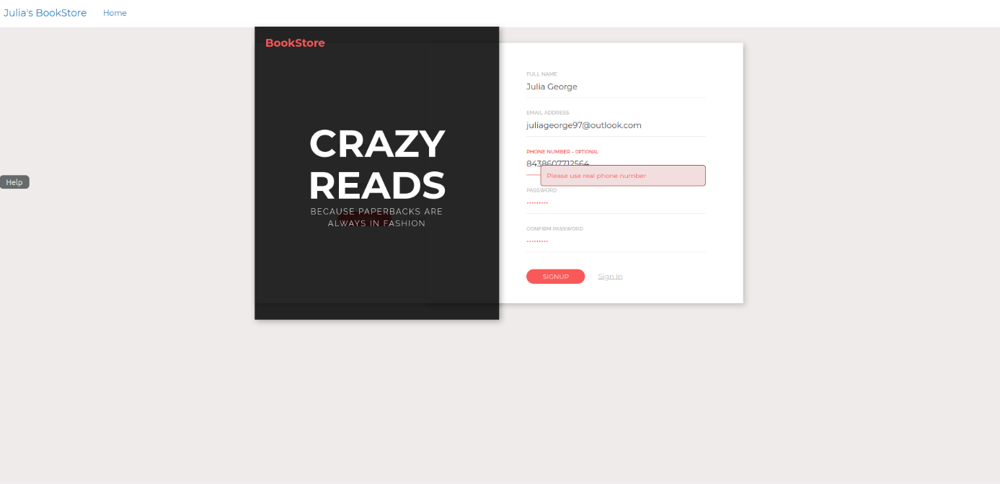 Julia's BookStore Home
BookStore
CRAZY
READS
BECAUSE PAPERBACKS ARE
ALWAYS IN FASHION
FULL NAME
Julia George
EMAIL ADDRESS
juliageorge97@outlook.com
PHONE NUMBER – OPTIONAL
8438607712564
Please use real phone number
PASSWORD
•••••••••
CONFIRM PASSWORD
•••••••••
SIGNUP Sign In
Help